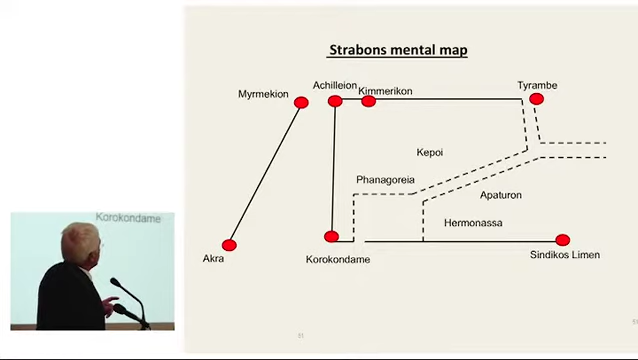 Strabons mental map
Achilleion
Kimmerikon
Tyrambe
Myrmekion
Kepoi
Phanagoreia
Apaturon
Hermonassa
Korokondame
Akra
Korokondame
Sindikos Limen